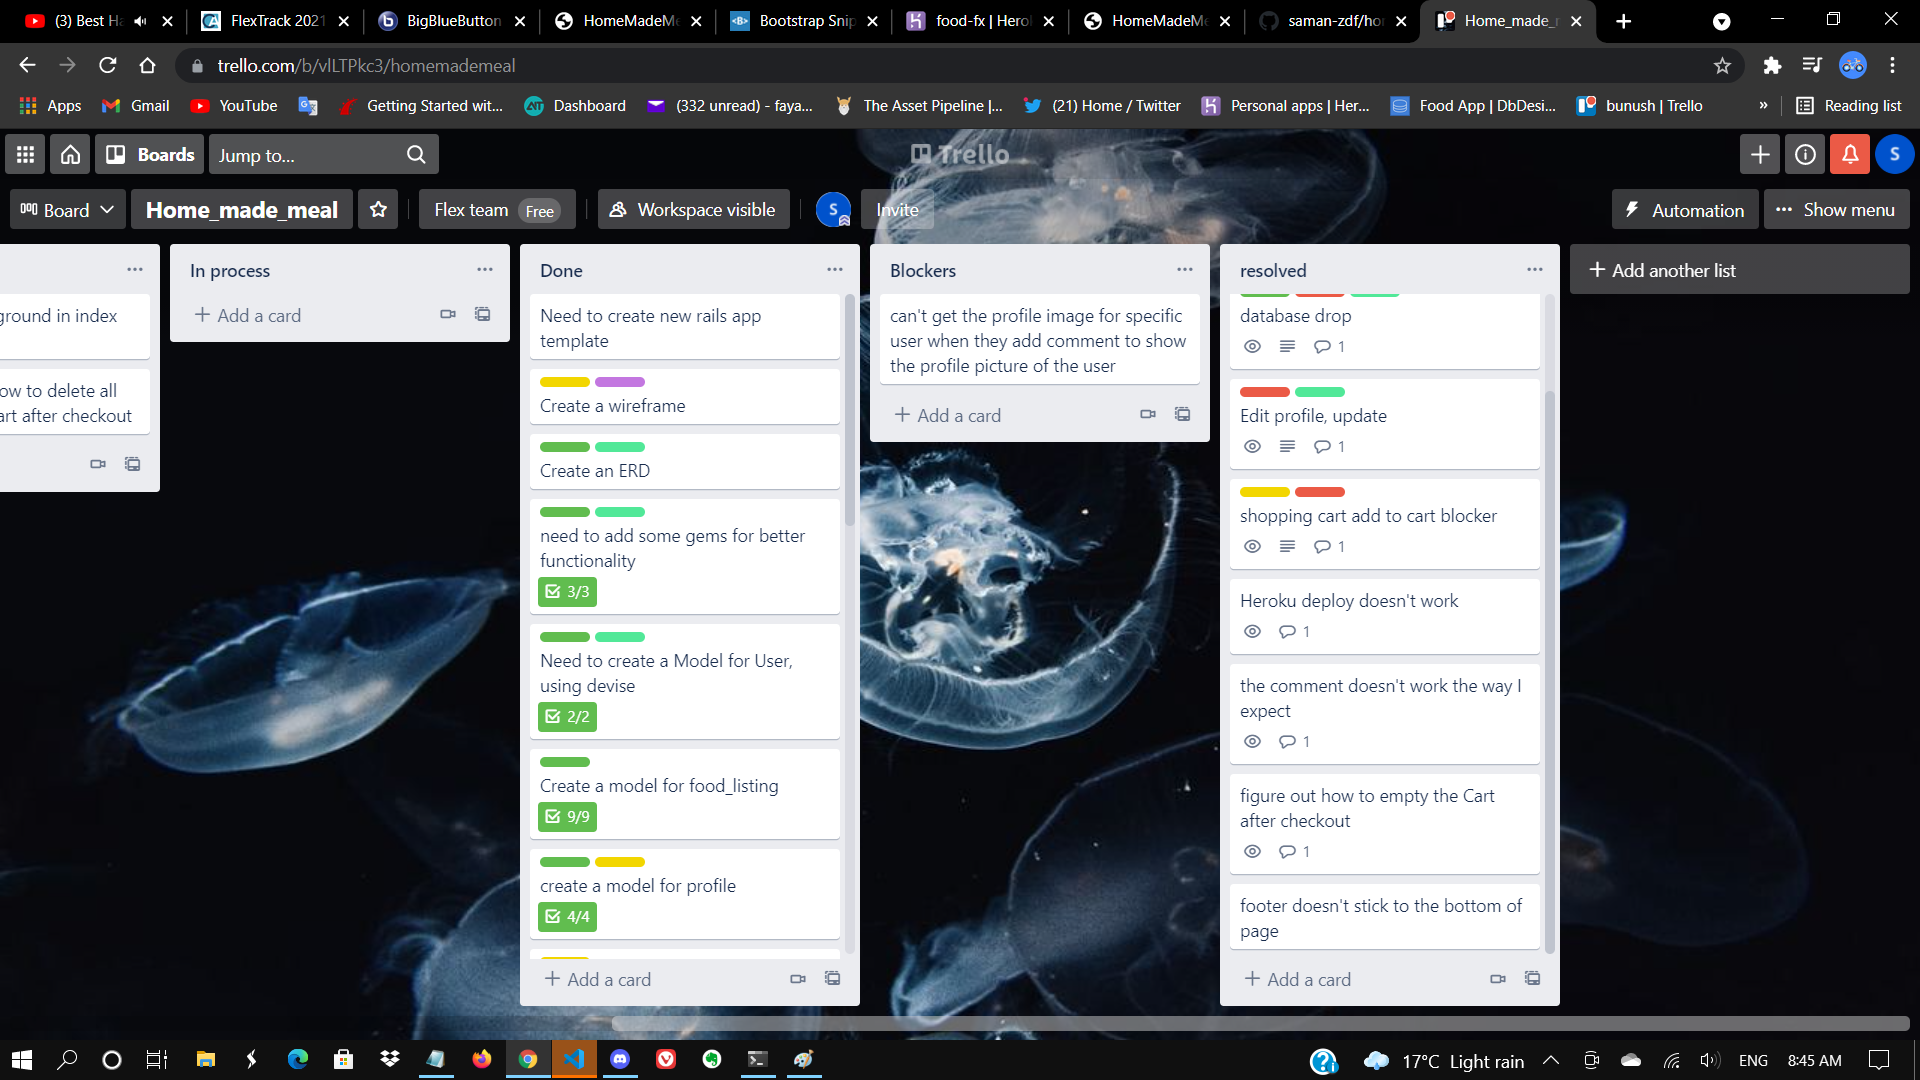 (3) Best Ha
FlexTrack 2021
BigBlueButton
HomeMadeMe
Bootstrap Snip
food-fx | Herok
HomeMadeMe
saman-zdf/hom
Home_made_m
trello.com/b/vlLTPkc3/homemademeal
Apps
Gmail
YouTube
Getting Started wit...
Dashboard
(332 unread) - faya...
The Asset Pipeline |...
(21) Home / Twitter
Personal apps | Her...
Food App | DbDesi...
bunush | Trello
»
Reading list
Boards
Jump to...
Trello
S
Board
Home_made_meal
Flex team Free
Workspace visible
S
Invite
Automation
Show menu
ground in index
ow to delete all
art after checkout
In process
Add a card
Done
Need to create new rails app
template
Create a wireframe
Create an ERD
need to add some gems for better
functionality
3/3
Need to create a Model for User,
using devise
2/2
Create a model for food_listing
9/9
create a model for profile
4/4
Add a card
Blockers
can't get the profile image for specific
user when they add comment to show
the profile picture of the user
Add a card
resolved
database drop
1
Edit profile, update
1
shopping cart add to cart blocker
1
Heroku deploy doesn't work
1
the comment doesn't work the way I
expect
1
figure out how to empty the Cart
after checkout
1
footer doesn't stick to the bottom of
page
Add a card
Add another list
17°C Light rain
ENG
8:45 AM